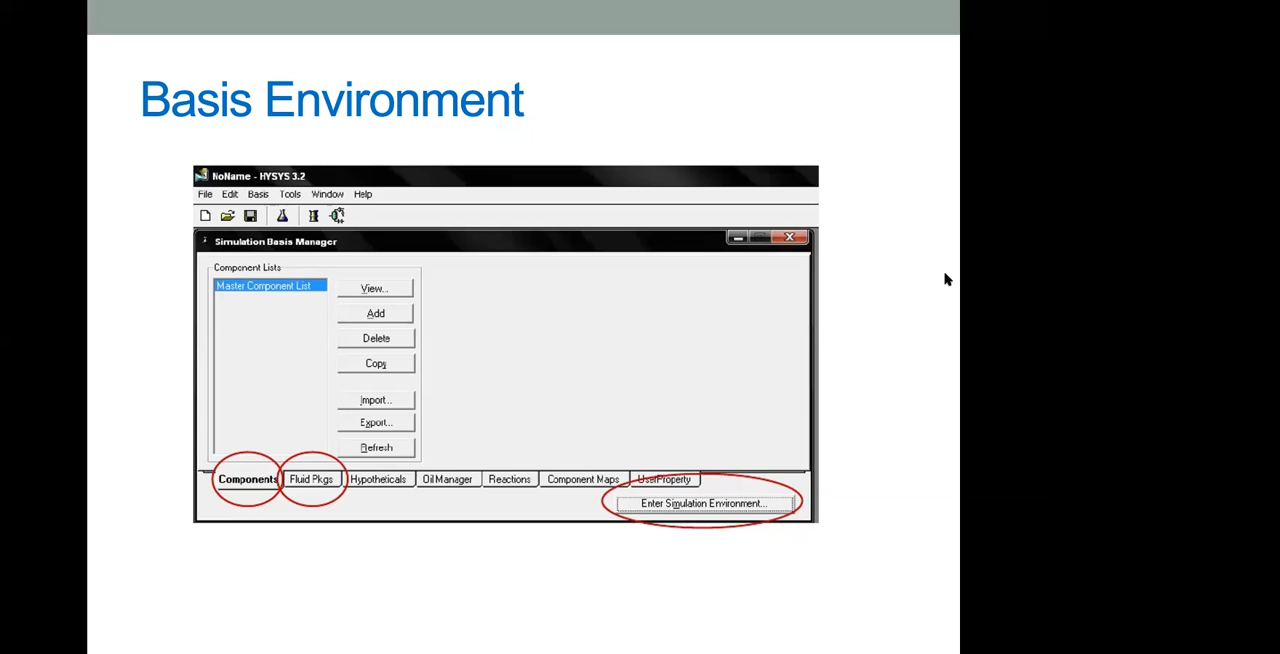 Basis Environment
NoName - HYSYS 3.2
File Edit Basis Tools Window Help
Simulation Basis Manager
Component Lists
Master Component List
View...
Add
Delete
Copy
Import...
Export...
Refresh
Components Fluid Pkgs Hypotheticals Oil Manager Reactions Component Maps UserProperty
Enter Simulation Environment...